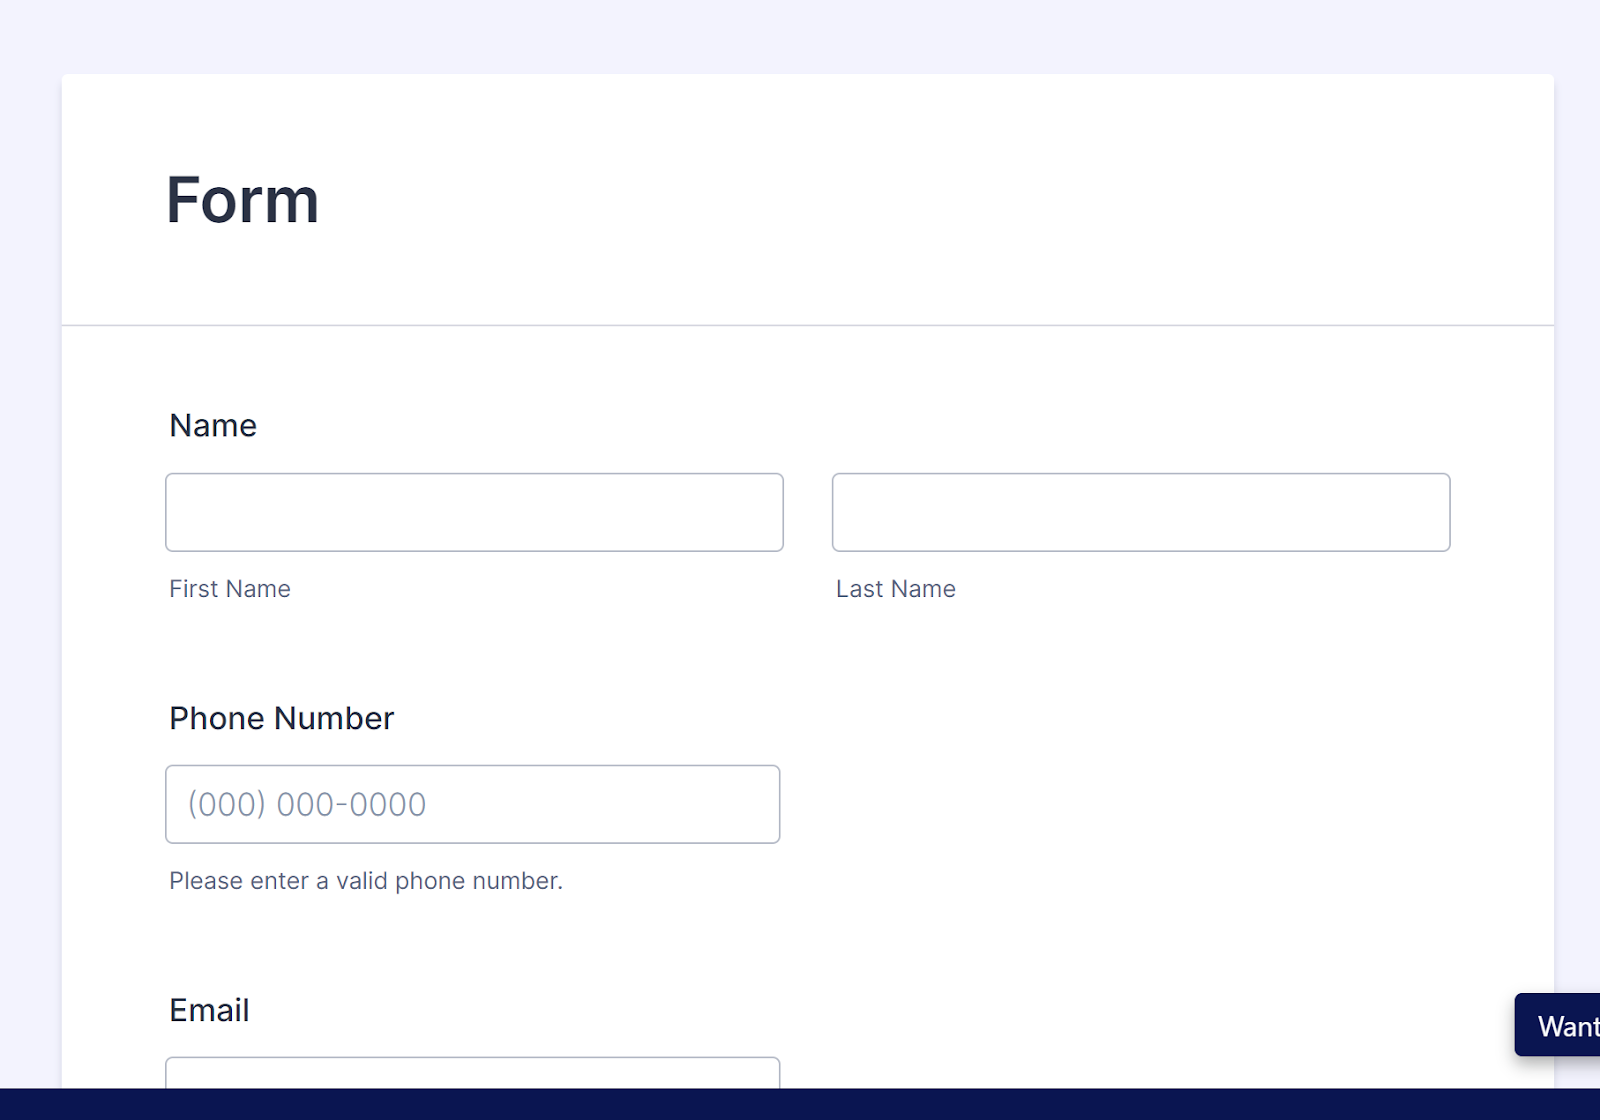 Form
Name
First Name
Last Name
Phone Number
(000) 000-0000
Please enter a valid phone number.
Email
Want